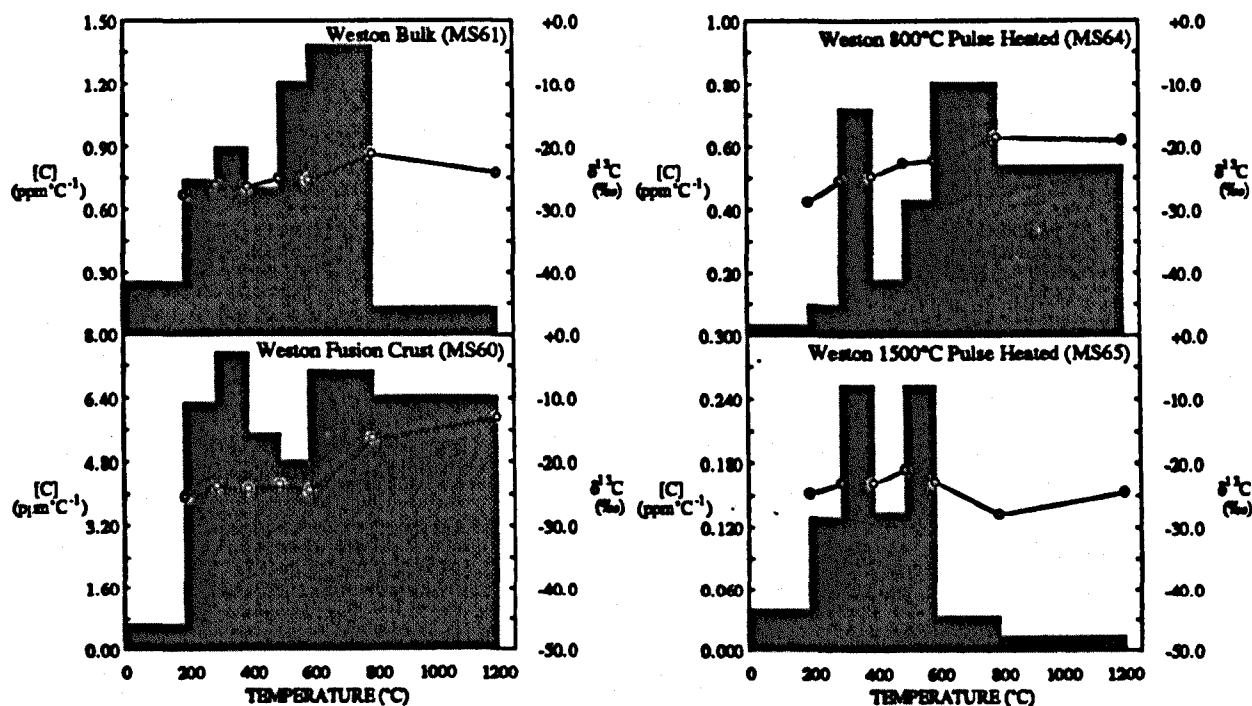 1.50
1.20
0.90
0.60
0.30
8.00
6.40
4.80
3.20
1.60
0.00
[C]
(ppm°C⁻¹)
[C]
(pₗsm°C⁻¹)
Weston Bulk (MS61)
Weston Fusion Crust (MS60)
+0.0
-10.0
-20.0
-30.0
-40.0
+0.0
-10.0
-20.0
-30.0
-40.0
-50.0
δ¹³C
(‰)
δ¹³C
(‰)
0 200 400 600 800 1000 1200
TEMPERATURE (°C)
1.00
0.80
0.60
0.40
0.20
0.300
0.240
0.180
0.120
0.060
0.000
[C]
(ppm°C⁻¹)
[C]
(ppm°C⁻¹)
Weston 800°C Pulse Heated (MS64)
Weston 1500°C Pulse Heated (MS65)
+0.0
-10.0
-20.0
-30.0
-40.0
+0.0
-10.0
-20.0
-30.0
-40.0
-50.0
δ¹³C
(‰)
δ¹³C
(‰)
0 200 400 600 800 1000 1200
TEMPERATURE (°C)